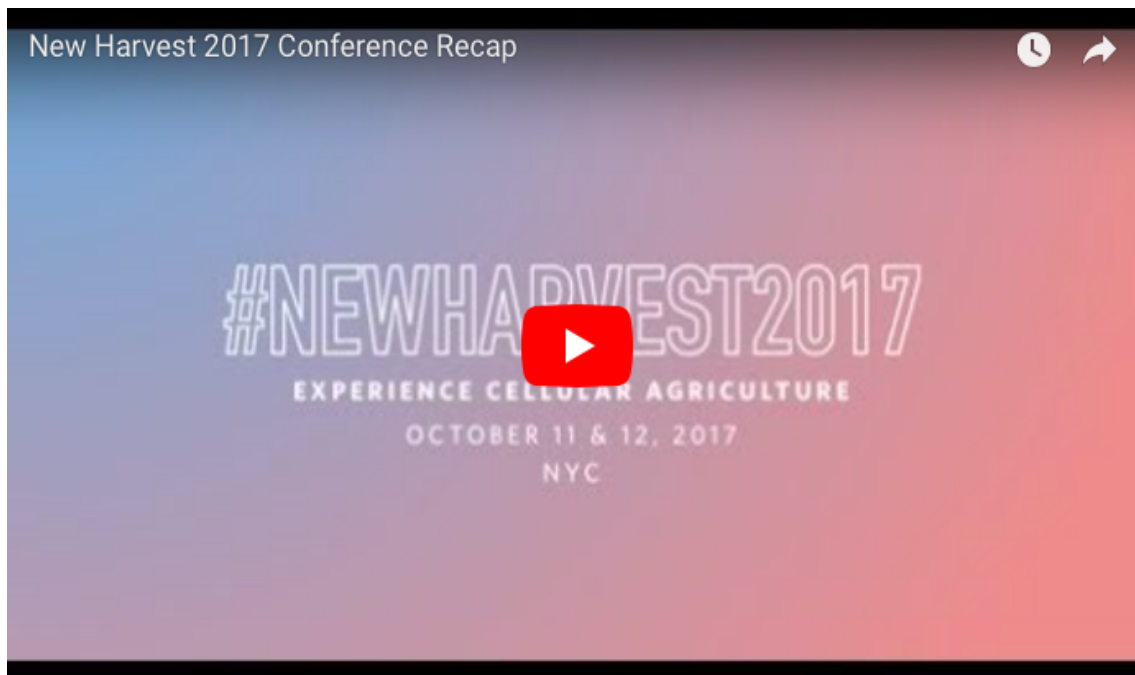 New Harvest 2017 Conference Recap
#NEWHARVEST2017
EXPERIENCE CELLULAR AGRICULTURE
OCTOBER 11 & 12, 2017
NYC